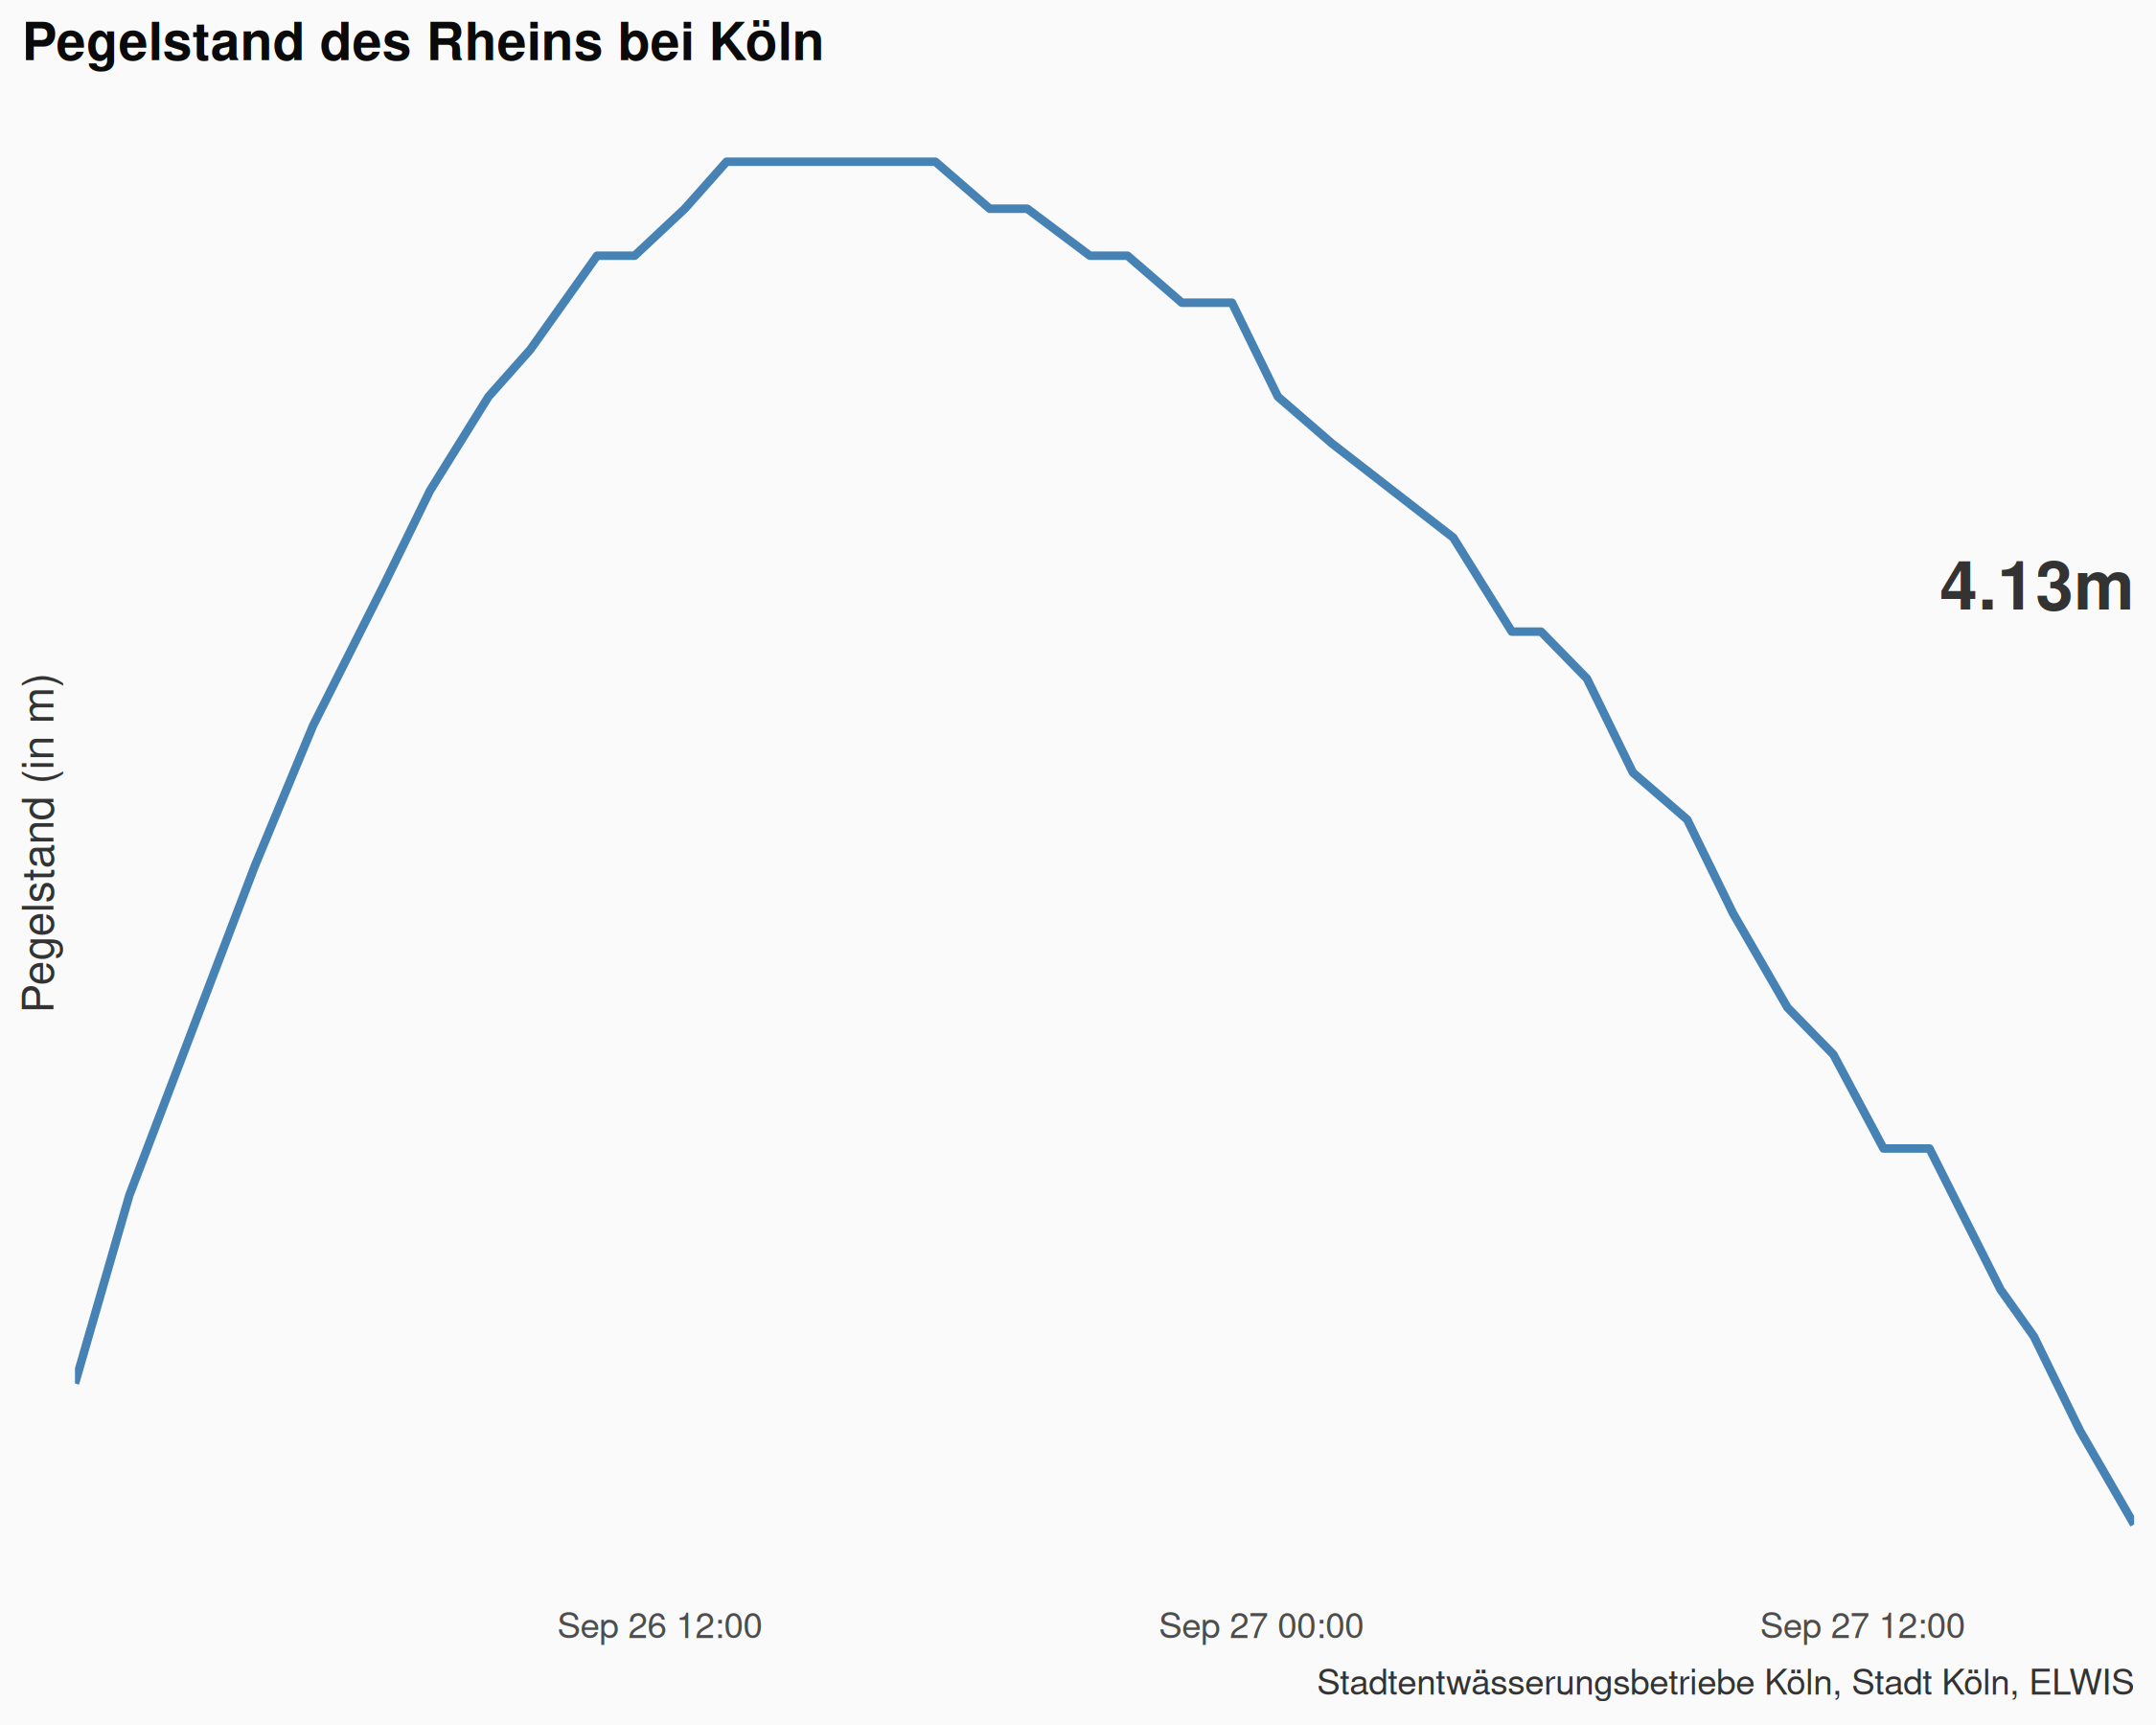 Pegelstand des Rheins bei Köln
4.13m
Pegelstand (in m)
Sep 26 12:00
Sep 27 00:00
Sep 27 12:00
Stadtentwässerungsbetriebe Köln, Stadt Köln, ELWIS